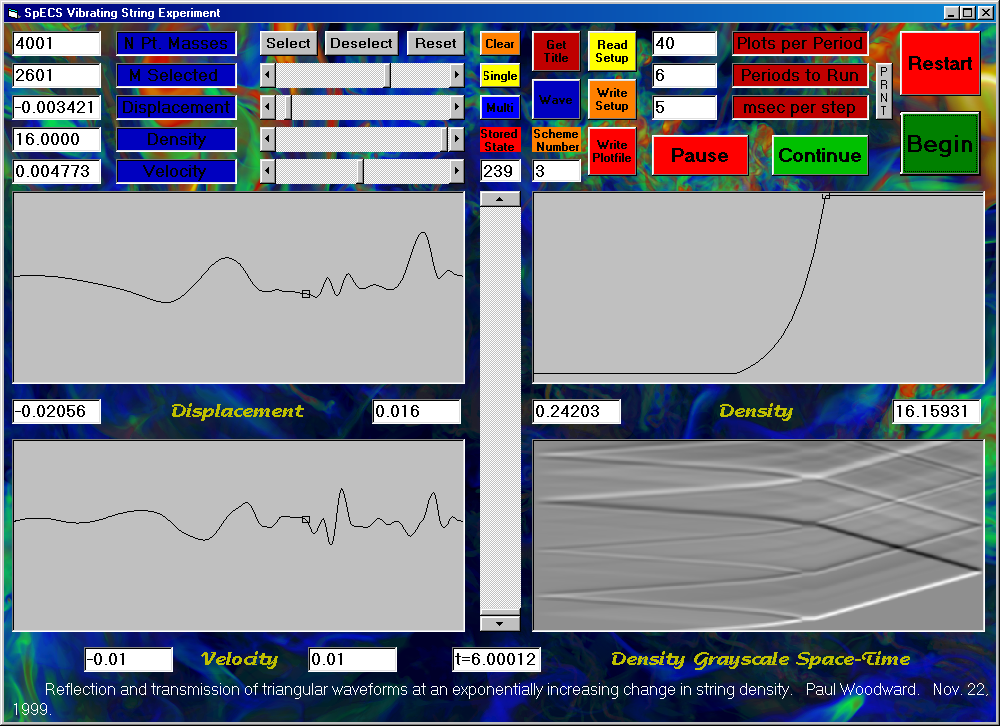 SpECS Vibrating String Experiment
4001 N Pt. Masses Select Deselect Reset Clear Get Title Read Setup 40 Plots per Period Restart
2601 M Selected Single 6 Periods to Run PRNT
-0.003421 Displacement Multi Wave Write Setup 5 msec per step
16.0000 Density Stored State Scheme Number Write Plotfile Pause Continue Begin
0.004773 Velocity 239 3
-0.02056 Displacement 0.016 0.24203 Density 16.15931
-0.01 Velocity 0.01 t=6.00012 Density Grayscale Space-Time
Reflection and transmission of triangular waveforms at an exponentially increasing change in string density. Paul Woodward. Nov. 22,
1999.